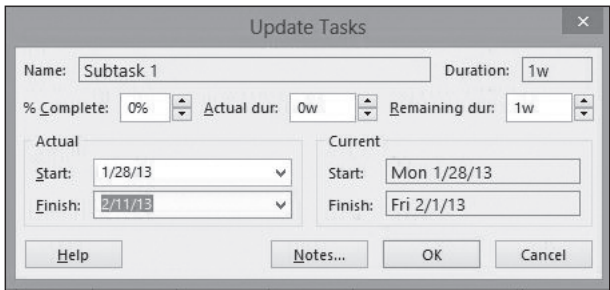 Update Tasks
Name: Subtask 1 Duration: 1w
% Complete: 0% Actual dur: 0w Remaining dur: 1w
Actual Current
Start: 1/28/13 Start: Mon 1/28/13
Finish: 2/11/13 Finish: Fri 2/1/13
Help Notes... OK Cancel